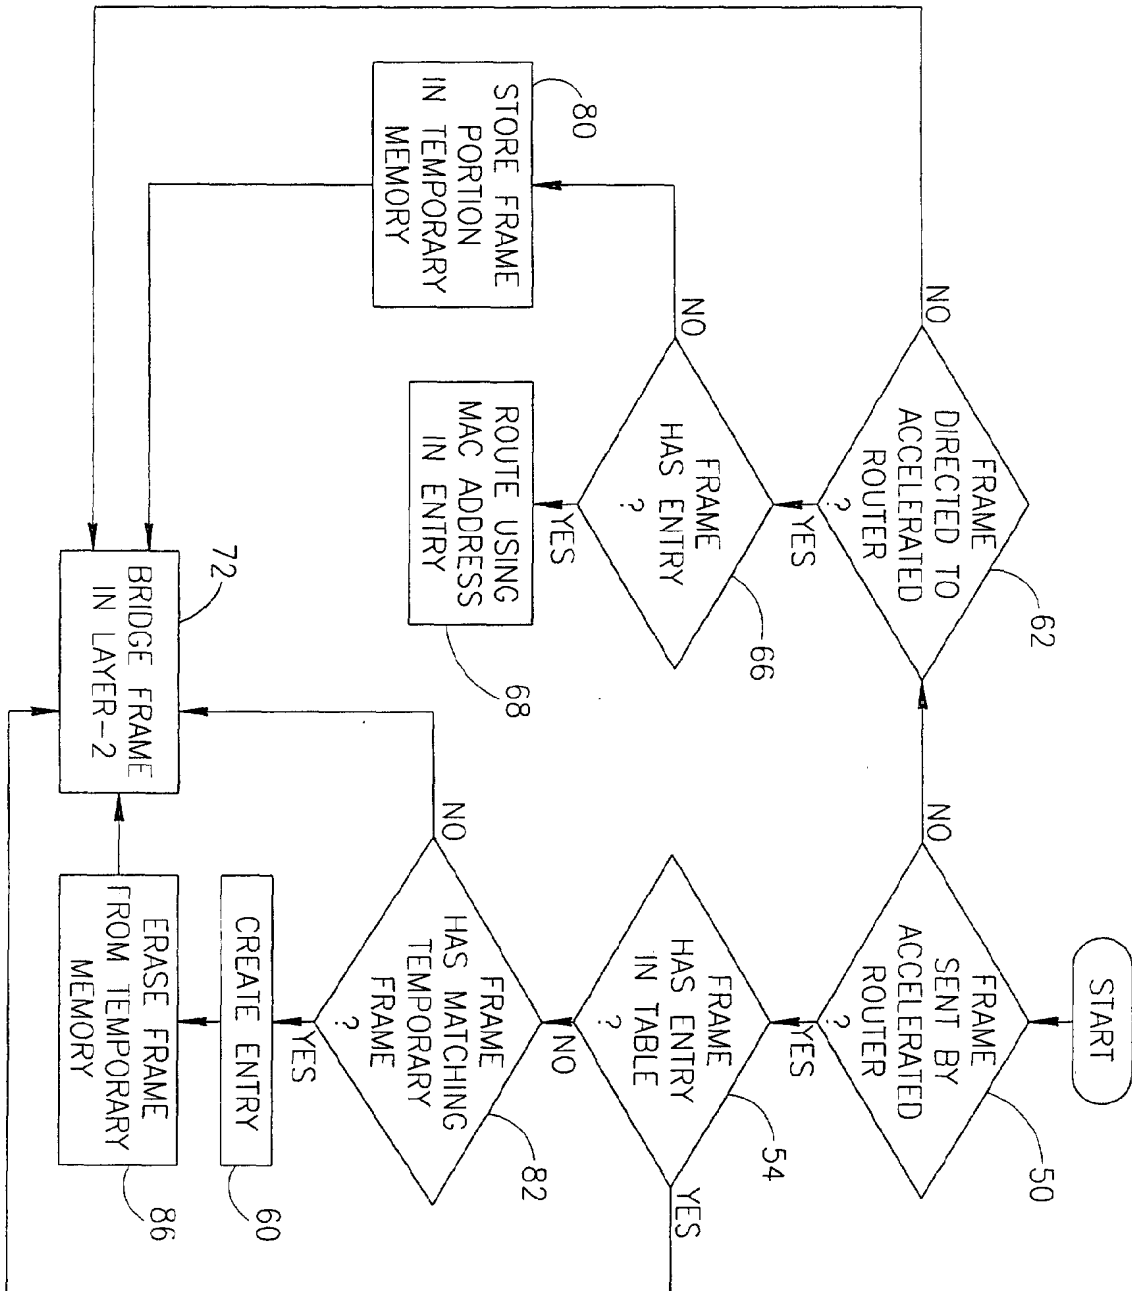 START
FRAME
SENT BY
ACCELERATED
ROUTER
?
50
NO
YES
FRAME
DIRECTED TO
ACCELERATED
ROUTER
?
62
NO
YES
FRAME
HAS ENTRY
IN TABLE
?
54
YES
NO
FRAME
HAS ENTRY
?
66
NO
YES
FRAME
HAS MATCHING
TEMPORARY
FRAME
?
82
NO
YES
STORE FRAME
PORTION
IN TEMPORARY
MEMORY
80
ROUTE USING
MAC ADDRESS
IN ENTRY
68
CREATE ENTRY
60
BRIDGE FRAME
IN LAYER-2
72
ERASE FRAME
FROM TEMPORARY
MEMORY
86